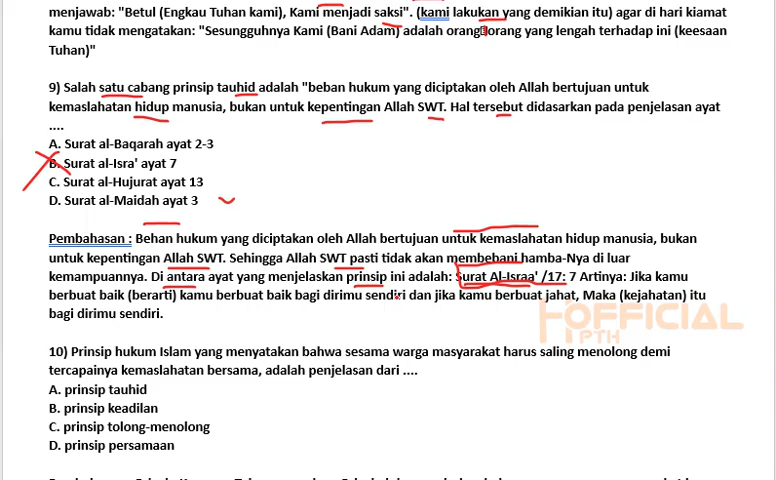 menjawab: "Betul (Engkau Tuhan kami), Kami menjadi saksi". (kami lakukan yang demikian itu) agar di hari kiamat
kamu tidak mengatakan: "Sesungguhnya Kami (Bani Adam) adalah orang-orang yang lengah terhadap ini (keesaan
Tuhan)"
9) Salah satu cabang prinsip tauhid adalah "beban hukum yang diciptakan oleh Allah bertujuan untuk
kemaslahatan hidup manusia, bukan untuk kepentingan Allah SWT. Hal tersebut didasarkan pada penjelasan ayat
....
A. Surat al-Baqarah ayat 2-3
B. Surat al-Isra' ayat 7
C. Surat al-Hujurat ayat 13
D. Surat al-Maidah ayat 3
Pembahasan : Behan hukum yang diciptakan oleh Allah bertujuan untuk kemaslahatan hidup manusia, bukan
untuk kepentingan Allah SWT. Sehingga Allah SWT pasti tidak akan membebani hamba-Nya di luar
kemampuannya. Di antara ayat yang menjelaskan prinsip ini adalah: Surat Al-Israa' /17: 7 Artinya: Jika kamu
berbuat baik (berarti) kamu berbuat baik bagi dirimu sendiri dan jika kamu berbuat jahat, Maka (kejahatan) itu
bagi dirimu sendiri.
OFFICIAL
PTH
10) Prinsip hukum Islam yang menyatakan bahwa sesama warga masyarakat harus saling menolong demi
tercapainya kemaslahatan bersama, adalah penjelasan dari ....
A. prinsip tauhid
B. prinsip keadilan
C. prinsip tolong-menolong
D. prinsip persamaan